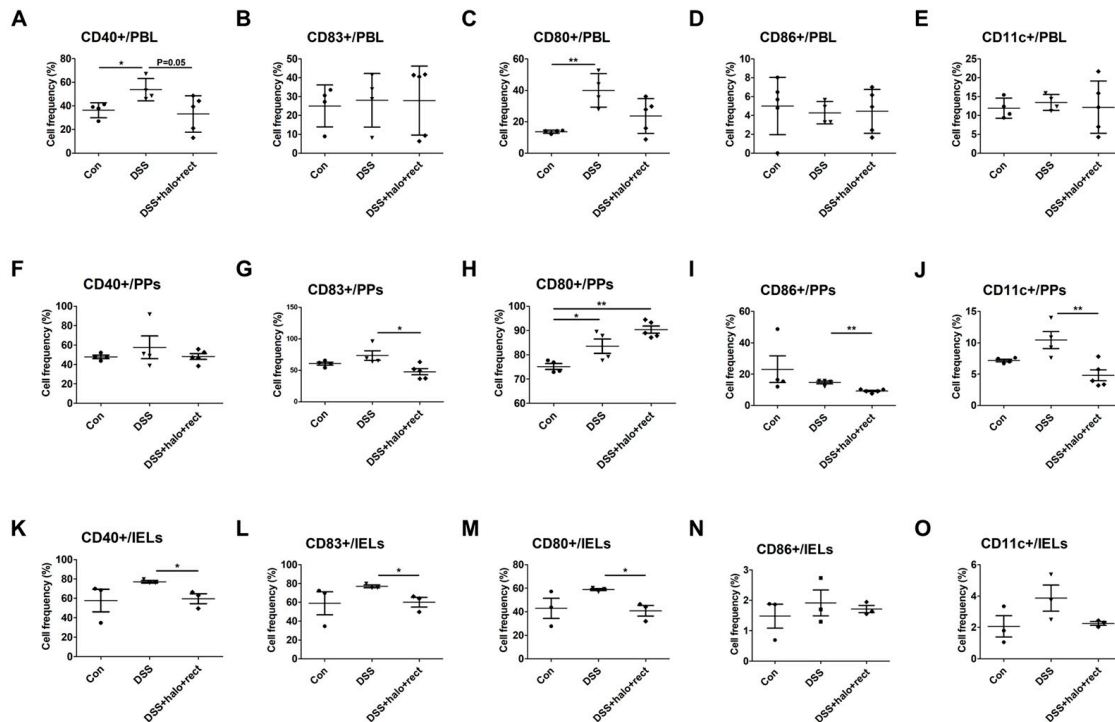 A
CD40+/PBL
Cell frequency (%)
80
60
40
20
0
*
P=0.05
Con
DSS
DSS+halo+rect
B
CD83+/PBL
Cell frequency (%)
50
40
30
20
10
0
Con
DSS
DSS+halo+rect
C
CD80+/PBL
Cell frequency (%)
60
40
20
0
**
Con
DSS
DSS+halo+rect
D
CD86+/PBL
Cell frequency (%)
10
8
6
4
2
0
Con
DSS
DSS+halo+rect
E
CD11c+/PBL
Cell frequency (%)
25
20
15
10
5
0
Con
DSS
DSS+halo+rect
F
CD40+/PPs
Cell frequency (%)
100
80
60
40
20
0
Con
DSS
DSS+halo+rect
G
CD83+/PPs
Cell frequency (%)
150
100
50
0
*
Con
DSS
DSS+halo+rect
H
CD80+/PPs
Cell frequency (%)
100
90
80
70
60
**
*
Con
DSS
DSS+halo+rect
I
CD86+/PPs
Cell frequency (%)
60
40
20
0
**
Con
DSS
DSS+halo+rect
J
CD11c+/PPs
Cell frequency (%)
15
10
5
0
**
Con
DSS
DSS+halo+rect
K
CD40+/IELs
Cell frequency (%)
100
80
60
40
20
0
*
Con
DSS
DSS+halo+rect
L
CD83+/IELs
Cell frequency (%)
100
80
60
40
20
0
*
Con
DSS
DSS+halo+rect
M
CD80+/IELs
Cell frequency (%)
80
60
40
20
0
*
Con
DSS
DSS+halo+rect
N
CD86+/IELs
Cell frequency (%)
3
2
1
0
Con
DSS
DSS+halo+rect
O
CD11c+/IELs
Cell frequency (%)
6
4
2
0
Con
DSS
DSS+halo+rect